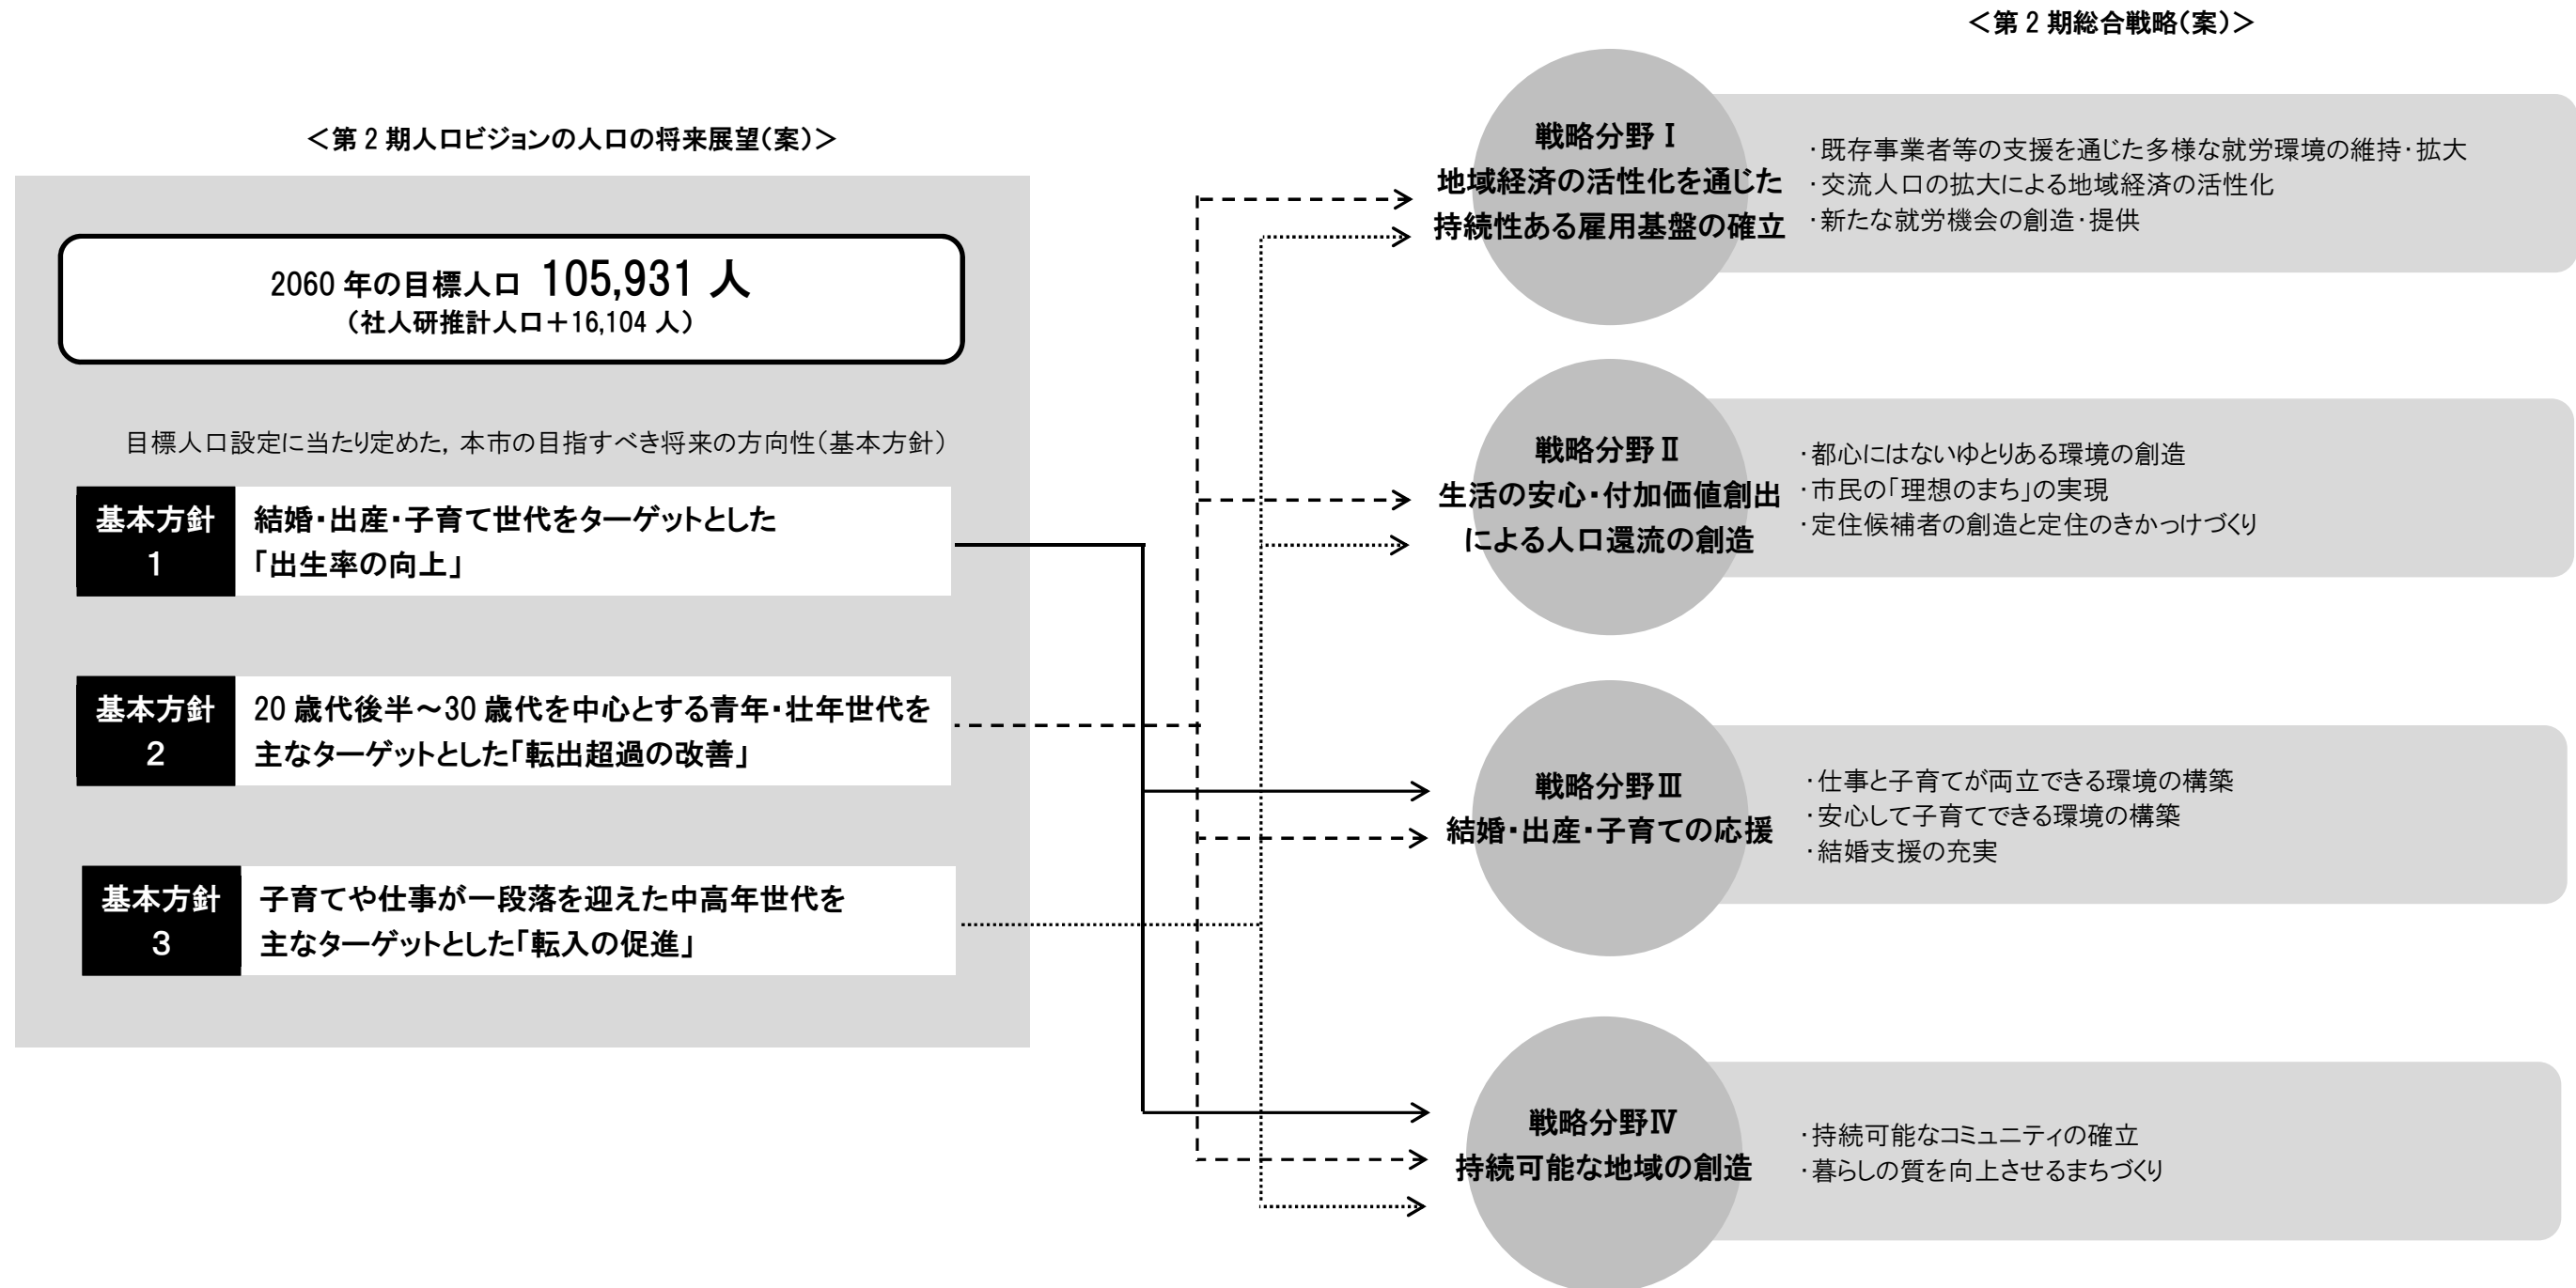 ＜第２期総合戦略（案）＞
＜第２期人口ビジョンの人口の将来展望（案）＞
2060 年の目標人口 105,931 人
（社人研推計人口＋16,104 人）
目標人口設定に当たり定めた，本市の目指すべき将来の方向性（基本方針）
基本方針
１
結婚・出産・子育て世代をターゲットとした
「出生率の向上」
基本方針
２
20 歳代後半～30 歳代を中心とする青年・壮年世代を
主なターゲットとした「転出超過の改善」
基本方針
３
子育てや仕事が一段落を迎えた中高年世代を
主なターゲットとした「転入の促進」
戦略分野Ⅰ
地域経済の活性化を通じた
持続性ある雇用基盤の確立
・既存事業者等の支援を通じた多様な就労環境の維持・拡大
・交流人口の拡大による地域経済の活性化
・新たな就労機会の創造・提供
戦略分野Ⅱ
生活の安心・付加価値創出
による人口還流の創造
・都心にはないゆとりある環境の創造
・市民の「理想のまち」の実現
・定住候補者の創造と定住のきかっけづくり
戦略分野Ⅲ
結婚・出産・子育ての応援
・仕事と子育てが両立できる環境の構築
・安心して子育てできる環境の構築
・結婚支援の充実
戦略分野Ⅳ
持続可能な地域の創造
・持続可能なコミュニティの確立
・暮らしの質を向上させるまちづくり